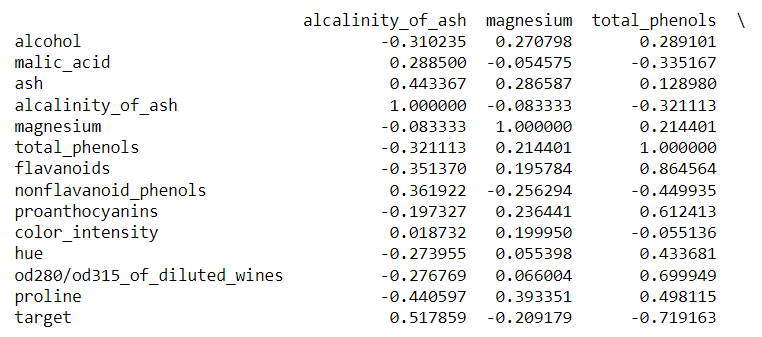 alcalinity_of_ash magnesium total_phenols \
alcohol -0.310235 0.270798 0.289101
malic_acid 0.288500 -0.054575 -0.335167
ash 0.443367 0.286587 0.128980
alcalinity_of_ash 1.000000 -0.083333 -0.321113
magnesium -0.083333 1.000000 0.214401
total_phenols -0.321113 0.214401 1.000000
flavanoids -0.351370 0.195784 0.864564
nonflavanoid_phenols 0.361922 -0.256294 -0.449935
proanthocyanins -0.197327 0.236441 0.612413
color_intensity 0.018732 0.199950 -0.055136
hue -0.273955 0.055398 0.433681
od280/od315_of_diluted_wines -0.276769 0.066004 0.699949
proline -0.440597 0.393351 0.498115
target 0.517859 -0.209179 -0.719163